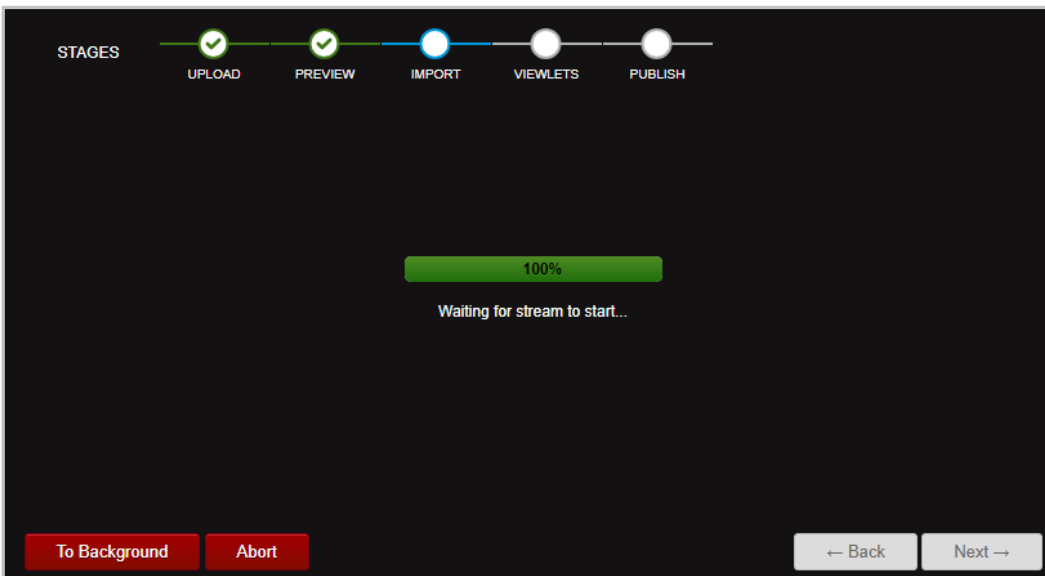 STAGES
UPLOAD PREVIEW IMPORT VIEWLETS PUBLISH
100%
Waiting for stream to start...
To Background Abort ← Back Next →